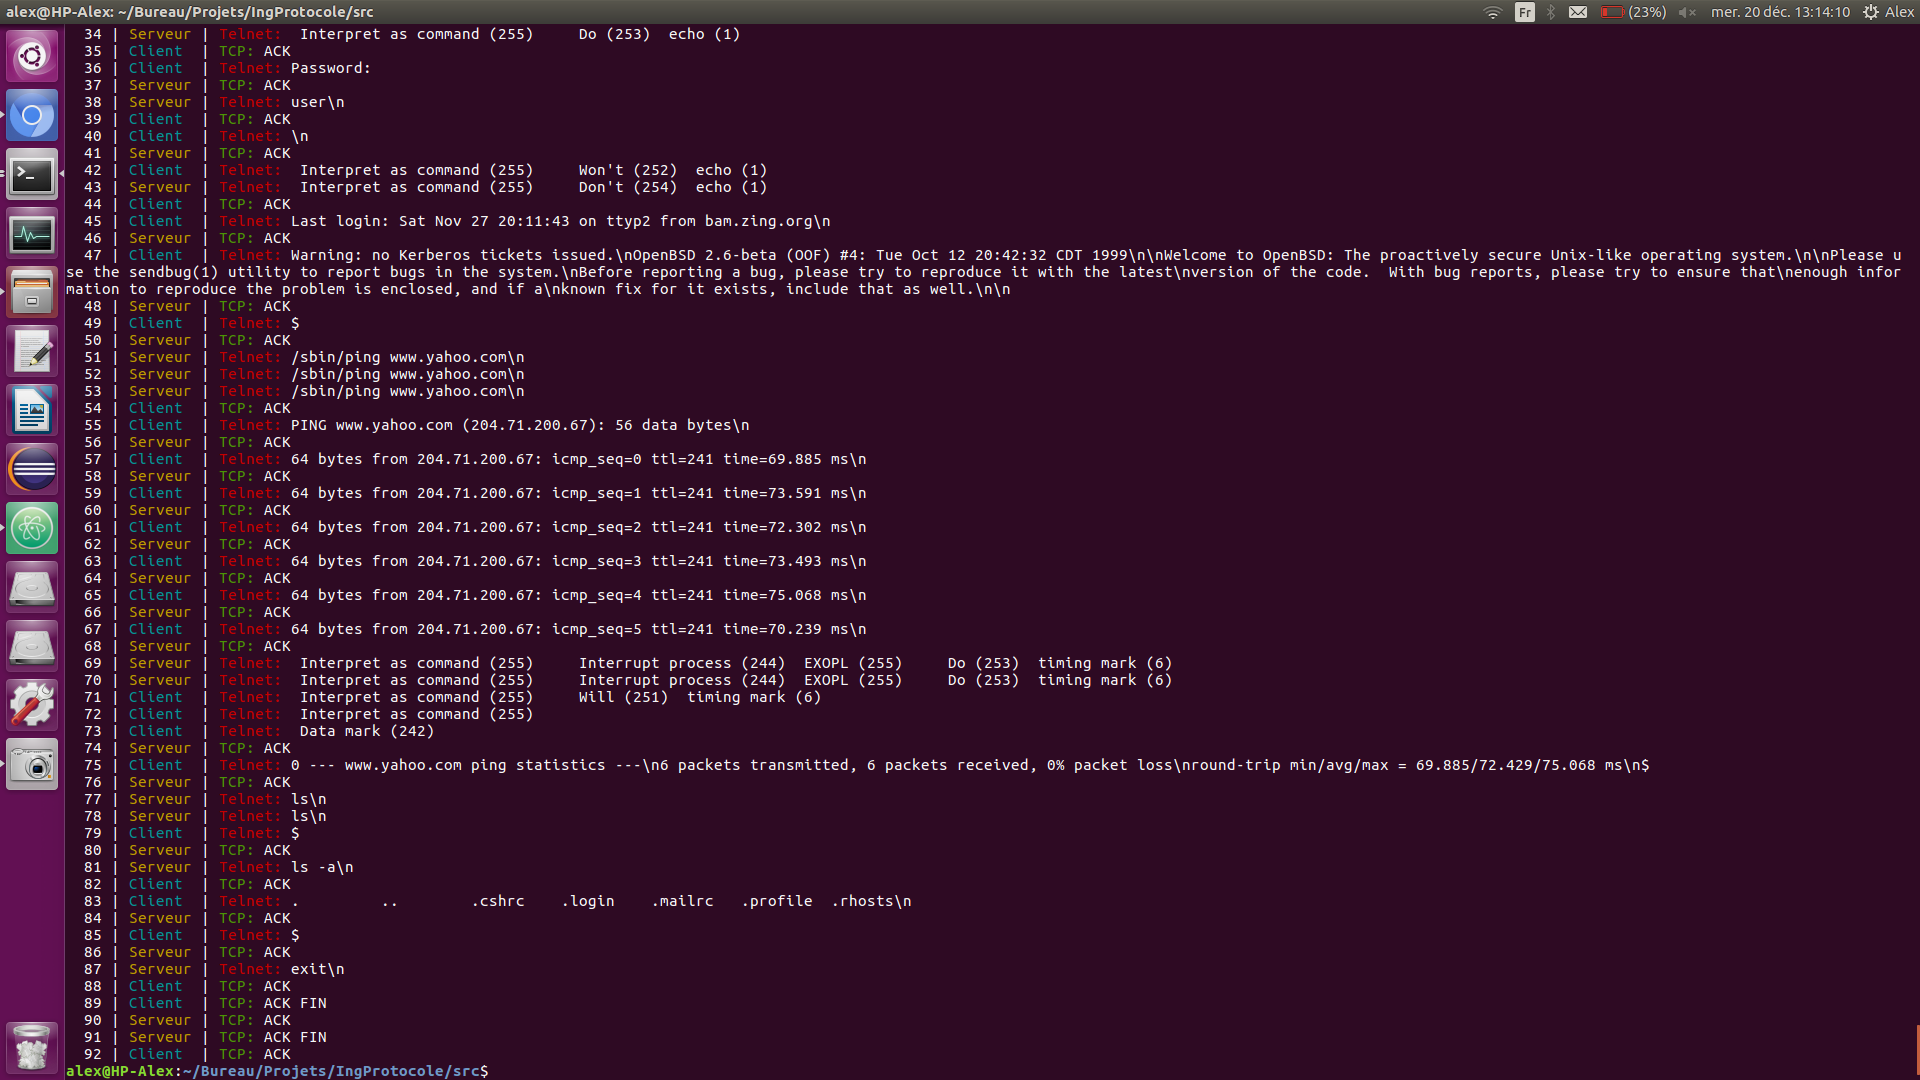 alex@HP-Alex: ~/Bureau/Projets/IngProtocole/src Fr (23%) mer. 20 déc. 13:14:10 Alex
34 | Serveur | Telnet:  Interpret as command (255)     Do (253)  echo (1)
35 | Client  | TCP: ACK
36 | Client  | Telnet: Password:
37 | Serveur | TCP: ACK
38 | Serveur | Telnet: user\n
39 | Client  | TCP: ACK
40 | Client  | Telnet: \n
41 | Serveur | TCP: ACK
42 | Client  | Telnet:  Interpret as command (255)     Won't (252)  echo (1)
43 | Serveur | Telnet:  Interpret as command (255)     Don't (254)  echo (1)
44 | Client  | TCP: ACK
45 | Client  | Telnet: Last login: Sat Nov 27 20:11:43 on ttyp2 from bam.zing.org\n
46 | Serveur | TCP: ACK
47 | Client  | Telnet: Warning: no Kerberos tickets issued.\nOpenBSD 2.6-beta (OOF) #4: Tue Oct 12 20:42:32 CDT 1999\n\nWelcome to OpenBSD: The proactively secure Unix-like operating system.\n\nPlease u
se the sendbug(1) utility to report bugs in the system.\nBefore reporting a bug, please try to reproduce it with the latest\nversion of the code.  With bug reports, please try to ensure that\nenough infor
mation to reproduce the problem is enclosed, and if a\nknown fix for it exists, include that as well.\n\n
48 | Serveur | TCP: ACK
49 | Client  | Telnet: $
50 | Serveur | TCP: ACK
51 | Serveur | Telnet: /sbin/ping www.yahoo.com\n
52 | Serveur | Telnet: /sbin/ping www.yahoo.com\n
53 | Serveur | Telnet: /sbin/ping www.yahoo.com\n
54 | Client  | TCP: ACK
55 | Client  | Telnet: PING www.yahoo.com (204.71.200.67): 56 data bytes\n
56 | Serveur | TCP: ACK
57 | Client  | Telnet: 64 bytes from 204.71.200.67: icmp_seq=0 ttl=241 time=69.885 ms\n
58 | Serveur | TCP: ACK
59 | Client  | Telnet: 64 bytes from 204.71.200.67: icmp_seq=1 ttl=241 time=73.591 ms\n
60 | Serveur | TCP: ACK
61 | Client  | Telnet: 64 bytes from 204.71.200.67: icmp_seq=2 ttl=241 time=72.302 ms\n
62 | Serveur | TCP: ACK
63 | Client  | Telnet: 64 bytes from 204.71.200.67: icmp_seq=3 ttl=241 time=73.493 ms\n
64 | Serveur | TCP: ACK
65 | Client  | Telnet: 64 bytes from 204.71.200.67: icmp_seq=4 ttl=241 time=75.068 ms\n
66 | Serveur | TCP: ACK
67 | Client  | Telnet: 64 bytes from 204.71.200.67: icmp_seq=5 ttl=241 time=70.239 ms\n
68 | Serveur | TCP: ACK
69 | Serveur | Telnet:  Interpret as command (255)     Interrupt process (244)  EXOPL (255)     Do (253)  timing mark (6)
70 | Serveur | Telnet:  Interpret as command (255)     Interrupt process (244)  EXOPL (255)     Do (253)  timing mark (6)
71 | Client  | Telnet:  Interpret as command (255)     Will (251)  timing mark (6)
72 | Client  | Telnet:  Interpret as command (255)
73 | Client  | Telnet:  Data mark (242)
74 | Serveur | TCP: ACK
75 | Client  | Telnet: 0 --- www.yahoo.com ping statistics ---\n6 packets transmitted, 6 packets received, 0% packet loss\nround-trip min/avg/max = 69.885/72.429/75.068 ms\n$
76 | Serveur | TCP: ACK
77 | Serveur | Telnet: ls\n
78 | Serveur | Telnet: ls\n
79 | Client  | Telnet: $
80 | Serveur | TCP: ACK
81 | Serveur | Telnet: ls -a\n
82 | Client  | TCP: ACK
83 | Client  | Telnet: .         ..        .cshrc    .login    .mailrc   .profile  .rhosts\n
84 | Serveur | TCP: ACK
85 | Client  | Telnet: $
86 | Serveur | TCP: ACK
87 | Serveur | Telnet: exit\n
88 | Client  | TCP: ACK
89 | Client  | TCP: ACK FIN
90 | Serveur | TCP: ACK
91 | Serveur | TCP: ACK FIN
92 | Client  | TCP: ACK
alex@HP-Alex:~/Bureau/Projets/IngProtocole/src$